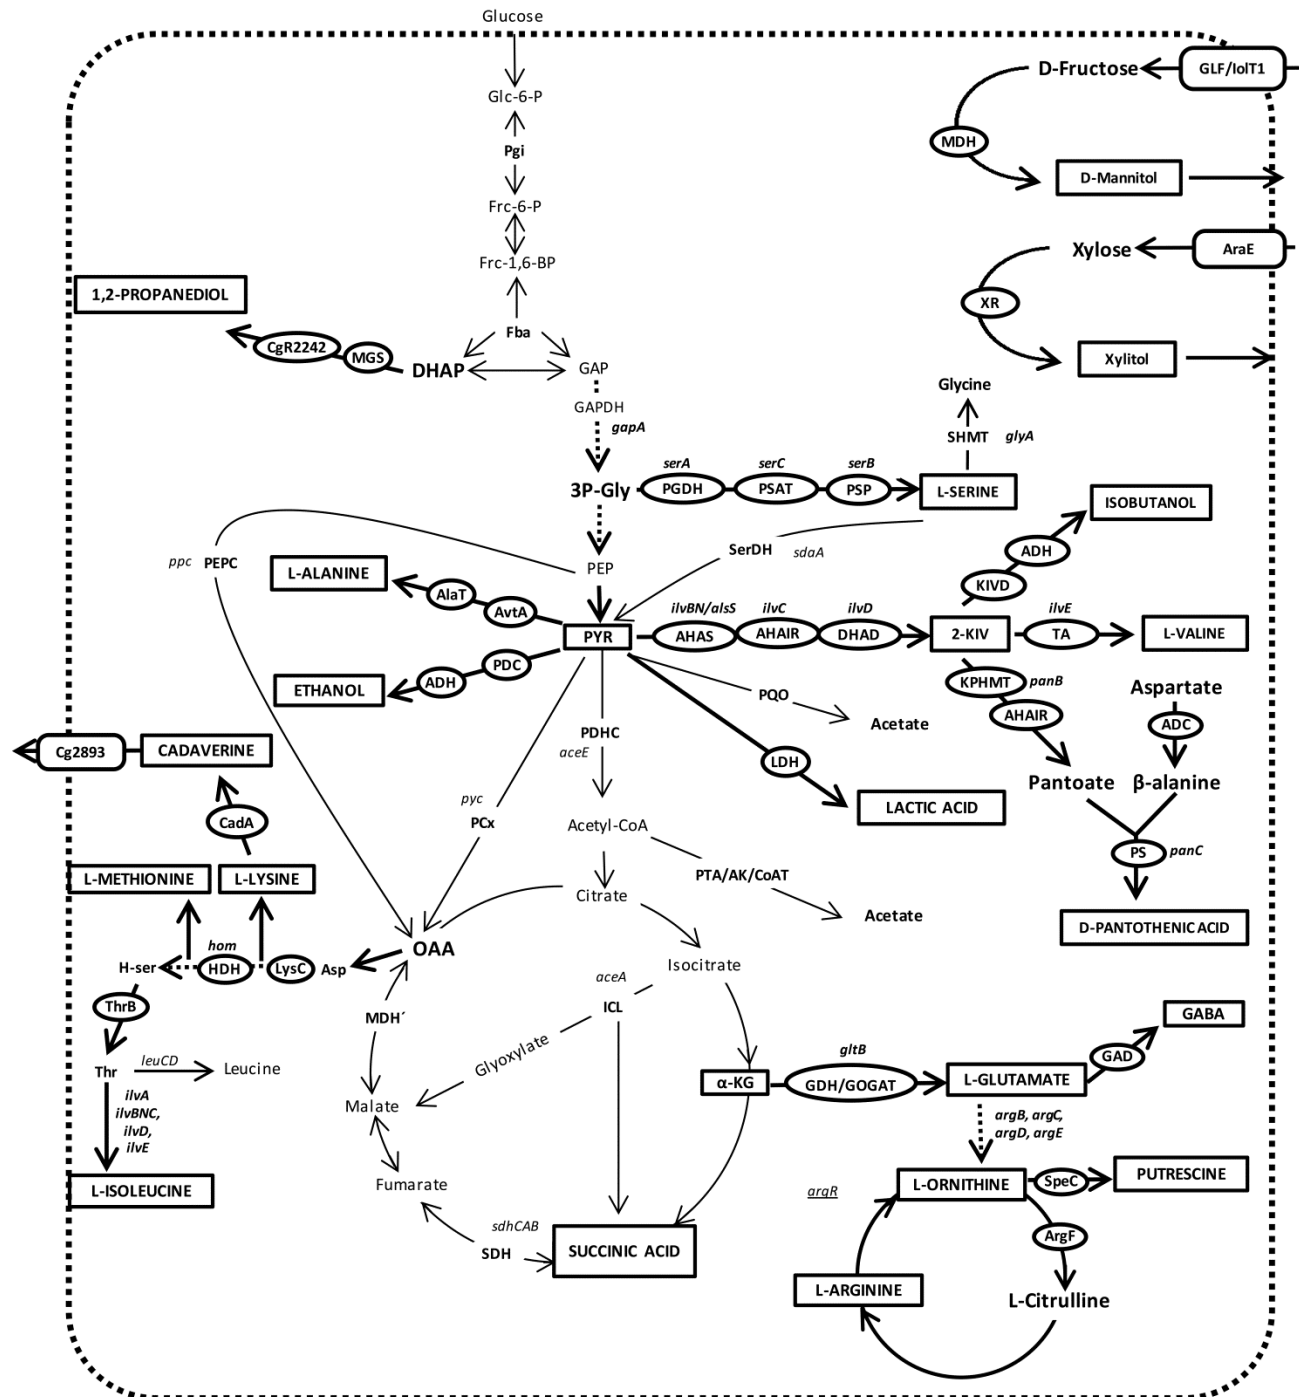 Glucose
D-Fructose
GLF/IolT1
Glc-6-P
MDH
Pgi
D-Mannitol
Frc-6-P
Xylose
AraE
Frc-1,6-BP
1,2-PROPANEDIOL
XR
Fba
CgR2242
MGS
Xylitol
DHAP
GAP
Glycine
GAPDH
gapA
SHMT
glyA
serA
serC
serB
3P-Gly
PGDH
PSAT
PSP
L-SERINE
ISOBUTANOL
ppc
PEPC
SerDH
sdaA
ADH
PEP
L-ALANINE
KIVD
AlaT
AvtA
ilvBN/alsS
ilvC
ilvD
ilvE
PYR
AHAS
AHAIR
DHAD
2-KIV
TA
L-VALINE
PDC
ADH
ETHANOL
KPHMT
panB
Aspartate
PQO
AHAIR
Acetate
ADC
PDHC
aceE
Cg2893
CADAVERINE
LDH
Pantoate
β-alanine
pyc
PCx
LACTIC ACID
CadA
Acetyl-CoA
PS
panC
L-METHIONINE
L-LYSINE
PTA/AK/CoAT
Citrate
Acetate
D-PANTOTHENIC ACID
hom
OAA
H-ser
HDH
LysC
Asp
Isocitrate
aceA
ThrB
ICL
MDH´
GABA
leuCD
Thr
Leucine
Glyoxylate
gltB
GAD
α-KG
GDH/GOGAT
L-GLUTAMATE
ilvA
ilvBNC,
ilvD,
ilvE
Malate
argB, argC,
argD, argE
Fumarate
L-ISOLEUCINE
argR
L-ORNITHINE
SpeC
PUTRESCINE
sdhCAB
SDH
SUCCINIC ACID
ArgF
L-ARGININE
L-Citrulline